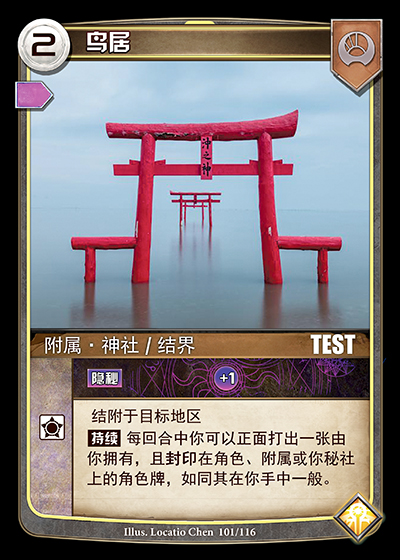 2 鸟居
冲之神
附属・神社 / 结界 TEST
隐秘 +1
结附于目标地区
持续 每回合中你可以正面打出一张由
你拥有，且封印在角色、附属或你秘社
上的角色牌，如同其在你手中一般。
Illus. Locatio Chen 101/116